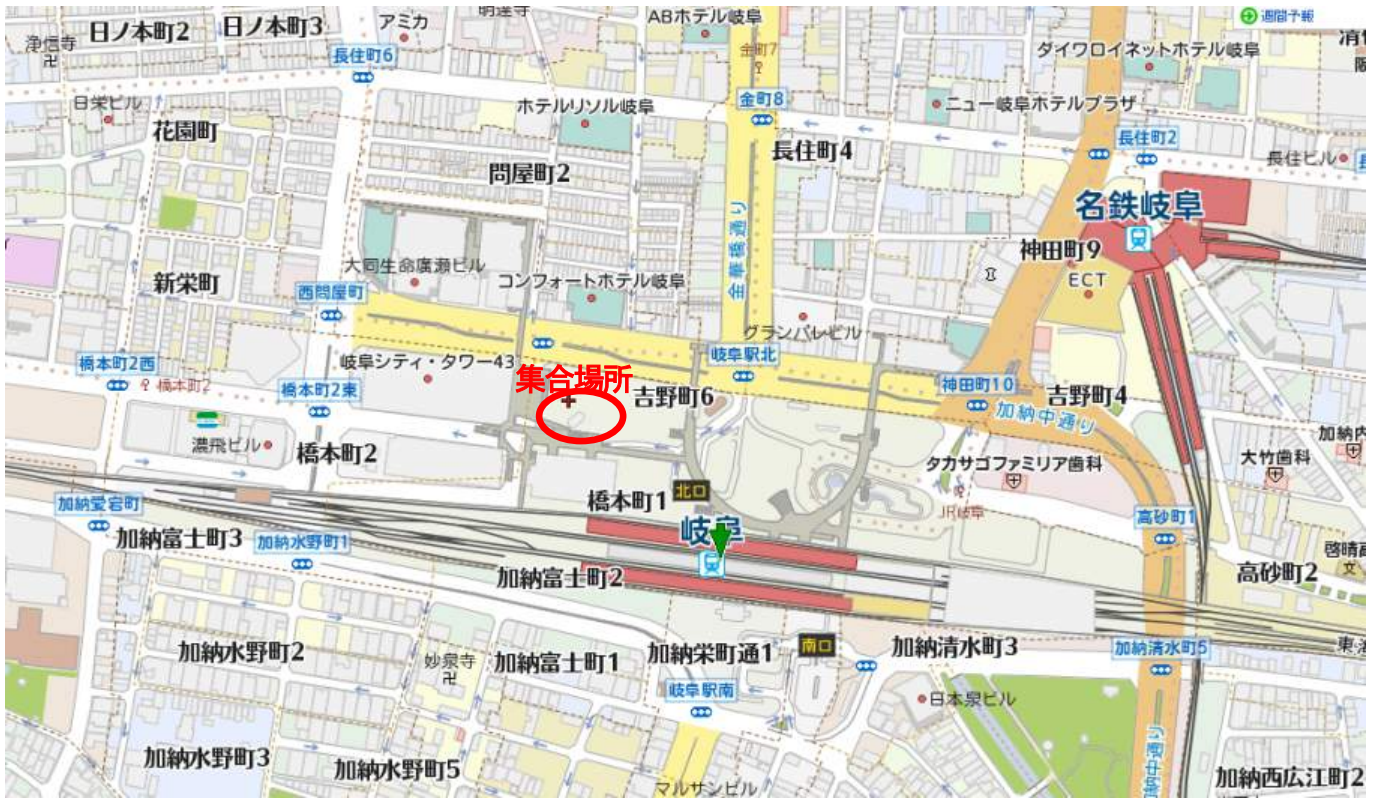 明達寺
ABホテル岐阜
週間予報
日ノ本町2
日ノ本町3
アミカ
浄信寺
長住町6
金町7
ダイワロイネットホテル岐阜
日栄ビル
ホテルリソル岐阜
金町8
ニュー岐阜ホテルプラザ
花園町
長住町4
長住町2
長住ビル
問屋町2
名鉄岐阜
金華橋通り
神田町9
大同生命廣瀬ビル
新栄町
コンフォートホテル岐阜
ECT
西問屋町
グランパレビル
橋本町2西
岐阜シティ・タワー43
岐阜駅北
橋本町2
橋本町2東
集合場所
吉野町6
神田町10
吉野町4
加納中通り
濃飛ビル
橋本町2
タカサゴファミリア歯科
大竹歯科
加納内
加納愛宕町
橋本町1
北口
JR岐阜
高砂町1
加納富士町3
加納水野町1
岐阜
加納富士町2
高砂町2
啓晴高
文
加納水野町2
妙泉寺
加納富士町1
加納栄町通1
南口
加納清水町3
加納清水町5
岐阜駅南
日本泉ビル
加納水野町3
加納水野町5
マルサンビル
加納中通り
加納西広江町2